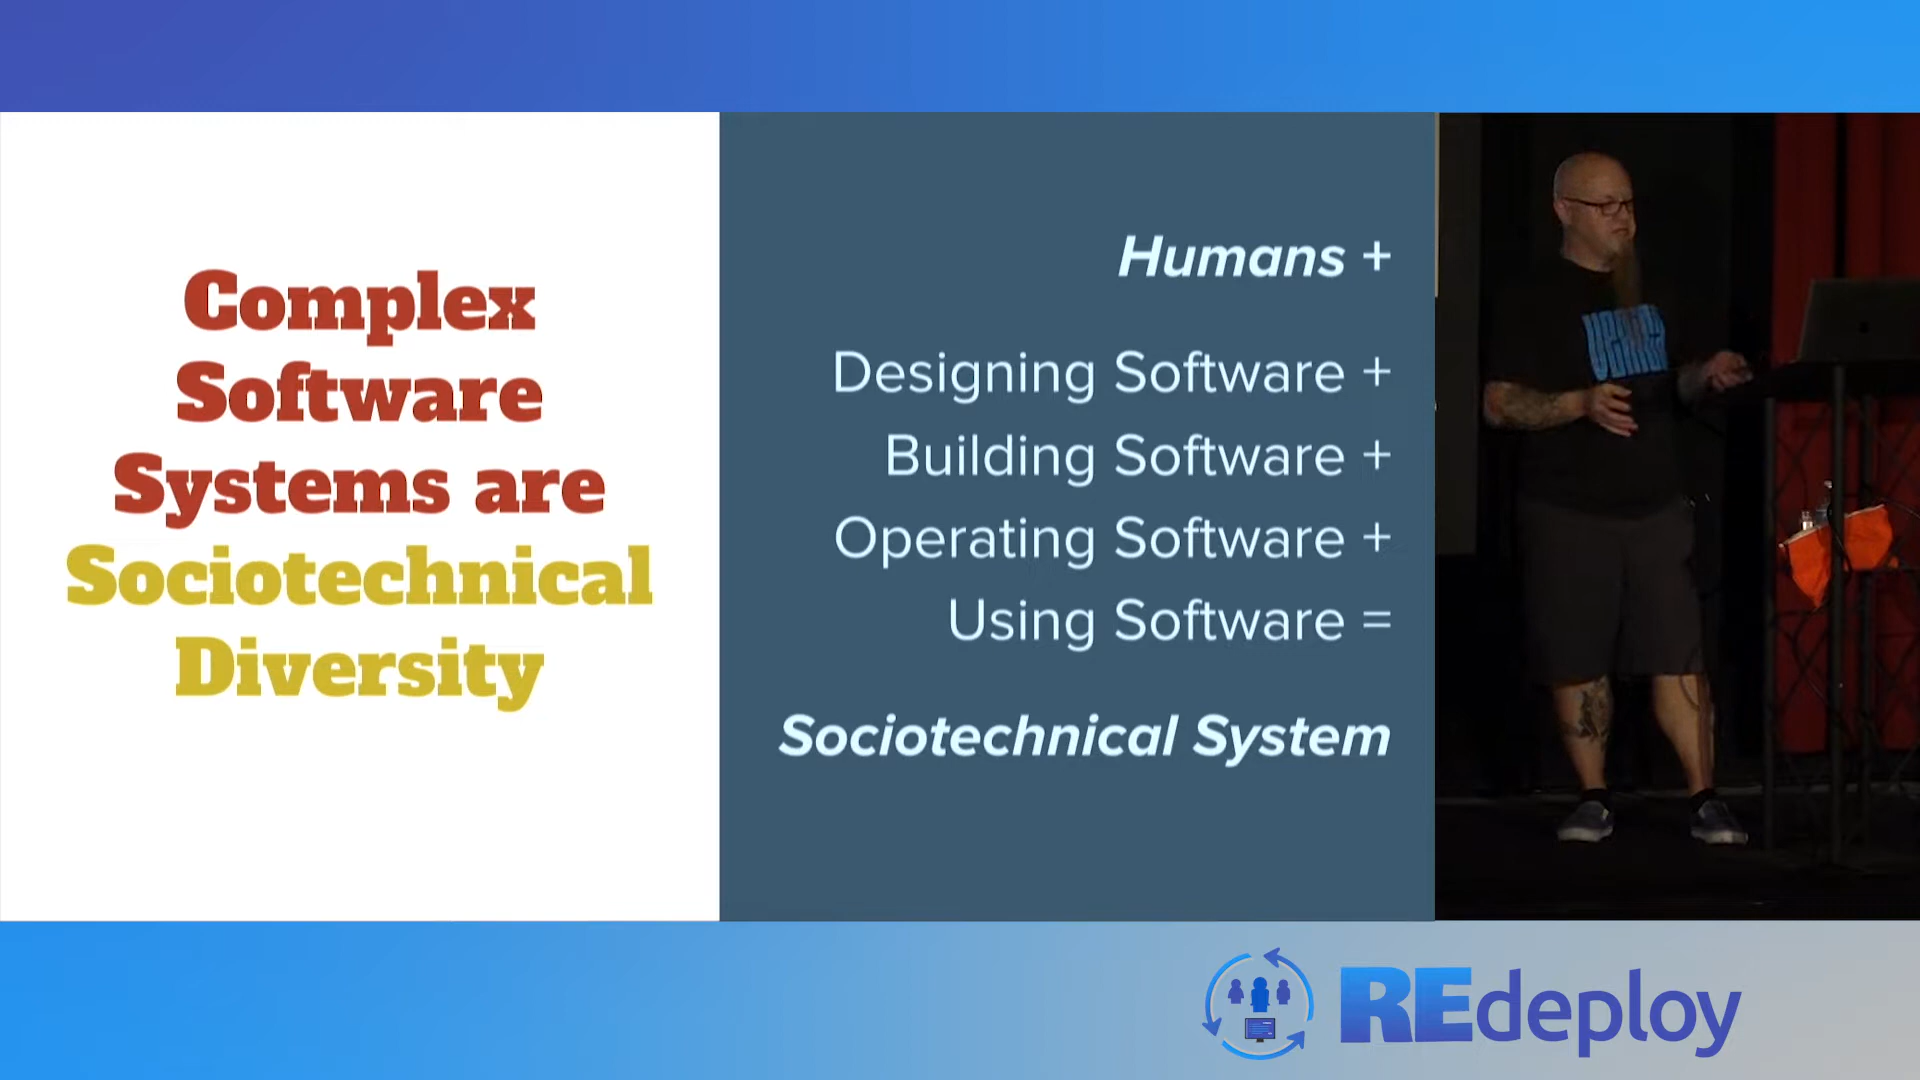 Complex
Software
Systems are
Sociotechnical
Diversity
Humans +
Designing Software +
Building Software +
Operating Software +
Using Software =
Sociotechnical System
REdeploy